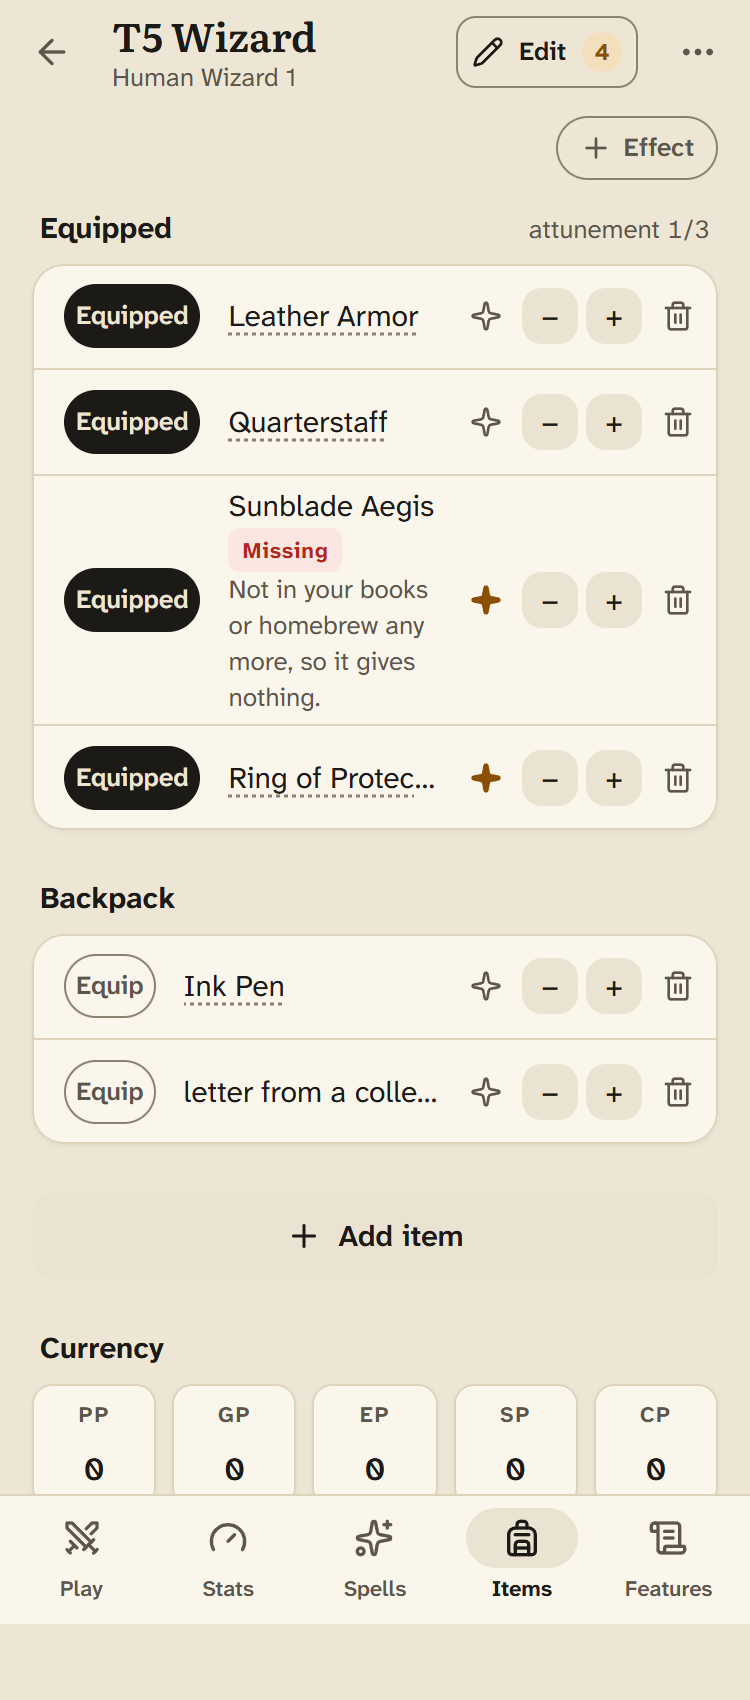 T5 Wizard
Human Wizard 1
Edit 4
Effect
Equipped attunement 1/3
Equipped Leather Armor − +
Equipped Quarterstaff − +
Equipped Sunblade Aegis − +
Missing
Not in your books
or homebrew any
more, so it gives
nothing.
Equipped Ring of Protec... − +
Backpack
Equip Ink Pen − +
Equip letter from a colle... − +
+ Add item
Currency
PP GP EP SP CP
0 0 0 0 0
Play Stats Spells Items Features